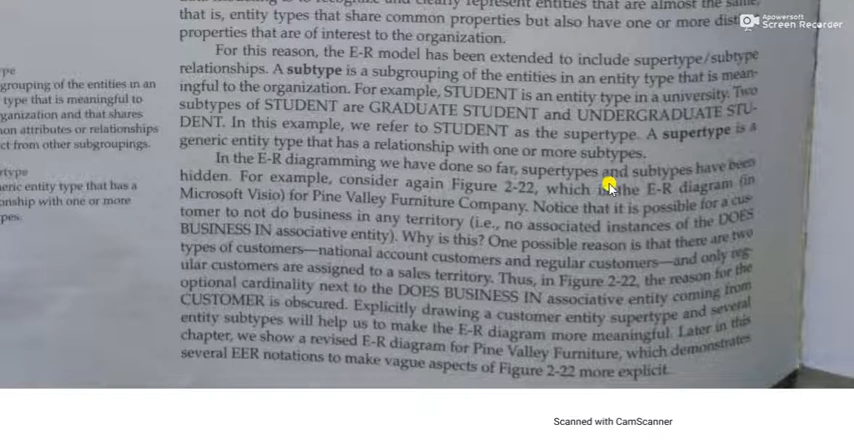 that is, entity types that share common properties but also have one or more
properties that are of interest to the organization.
For this reason, the E-R model has been extended to include supertype/subtype
relationships. A subtype is a subgrouping of the entities in an entity type that is mean-
ingful to the organization. For example, STUDENT is an entity type in a university. Two
subtypes of STUDENT are GRADUATE STUDENT and UNDERGRADUATE STU-
DENT. In this example, we refer to STUDENT as the supertype. A supertype is a
generic entity type that has a relationship with one or more subtypes.
In the E-R diagramming we have done so far, supertypes and subtypes have been
hidden. For example, consider again Figure 2-22, which is the E-R diagram (in
Microsoft Visio) for Pine Valley Furniture Company. Notice that it is possible for a cus-
tomer to not do business in any territory (i.e., no associated instances of the DOES
BUSINESS IN associative entity). Why is this? One possible reason is that there are two
types of customers—national account customers and regular customers—and only reg-
ular customers are assigned to a sales territory. Thus, in Figure 2-22, the reason for the
optional cardinality next to the DOES BUSINESS IN associative entity coming from
CUSTOMER is obscured. Explicitly drawing a customer entity supertype and several
entity subtypes will help us to make the E-R diagram more meaningful. Later in this
chapter, we show a revised E-R diagram for Pine Valley Furniture, which demonstrates
several EER notations to make vague aspects of Figure 2-22 more explicit.
grouping of the entities in an
type that is meaningful to
ganization and that shares
on attributes or relationships
ct from other subgroupings.
rtype
neric entity type that has a
onship with one or more
pes.
Apowersoft
Screen Recorder
Scanned with CamScanner